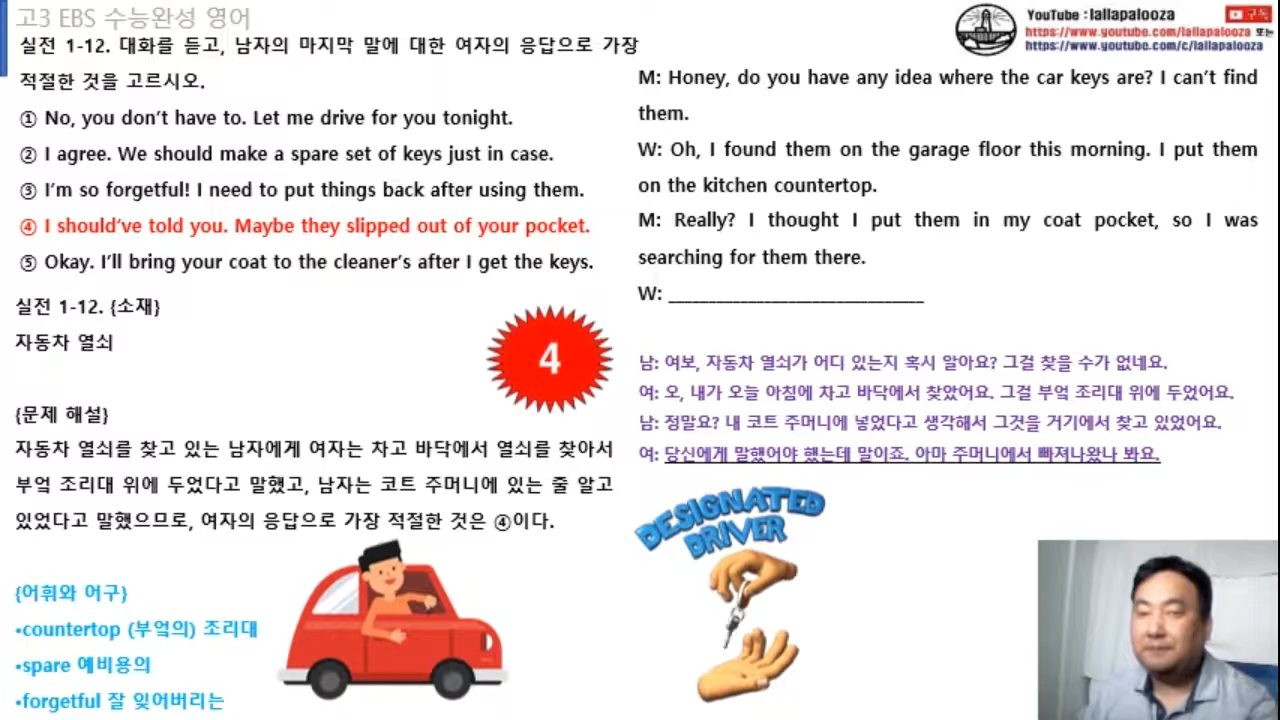 고3 EBS 수능완성 영어
실전 1-12. 대화를 듣고, 남자의 마지막 말에 대한 여자의 응답으로 가장
적절한 것을 고르시오.
① No, you don't have to. Let me drive for you tonight.
② I agree. We should make a spare set of keys just in case.
③ I'm so forgetful! I need to put things back after using them.
④ I should've told you. Maybe they slipped out of your pocket.
⑤ Okay. I'll bring your coat to the cleaner's after I get the keys.
실전 1-12. {소재}
자동차 열쇠
4
{문제 해설}
자동차 열쇠를 찾고 있는 남자에게 여자는 차고 바닥에서 열쇠를 찾아서
부엌 조리대 위에 두었다고 말했고, 남자는 코트 주머니에 있는 줄 알고
있었다고 말했으므로, 여자의 응답으로 가장 적절한 것은 ④이다.
{어휘와 어구}
•countertop (부엌의) 조리대
•spare 예비용의
•forgetful 잘 잊어버리는
YouTube : lallapalooza
구독
https://www.youtube.com/lallapalooza 또는
https://www.youtube.com/c/lallapalooza
M: Honey, do you have any idea where the car keys are? I can't find
them.
W: Oh, I found them on the garage floor this morning. I put them
on the kitchen countertop.
M: Really? I thought I put them in my coat pocket, so I was
searching for them there.
W: ________________________________
남: 여보, 자동차 열쇠가 어디 있는지 혹시 알아요? 그걸 찾을 수가 없네요.
여: 오, 내가 오늘 아침에 차고 바닥에서 찾았어요. 그걸 부엌 조리대 위에 두었어요.
남: 정말요? 내 코트 주머니에 넣었다고 생각해서 그것을 거기에서 찾고 있었어요.
여: 당신에게 말했어야 했는데 말이죠. 아마 주머니에서 빠져나왔나 봐요.
DESIGNATED
DRIVER